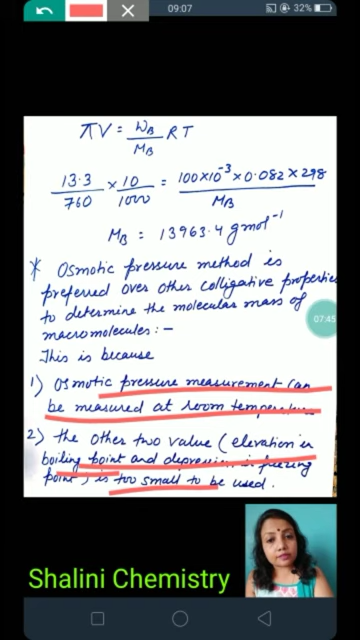 09:07
32%
πV = W_B/M_B RT
13.3/760 × 10/1000 = 100×10⁻³×0.082×298/M_B
M_B = 13963.4 gmol⁻¹
* Osmotic pressure method is
preferred over other colligative properties
to determine the molecular mass of
macromolecules:-
07:45
This is because
1) Osmotic pressure measurement can
be measured at room temperature
2) The other two value (elevation in
boiling point and depression in freezing
point) is too small to be used.
Shalini Chemistry